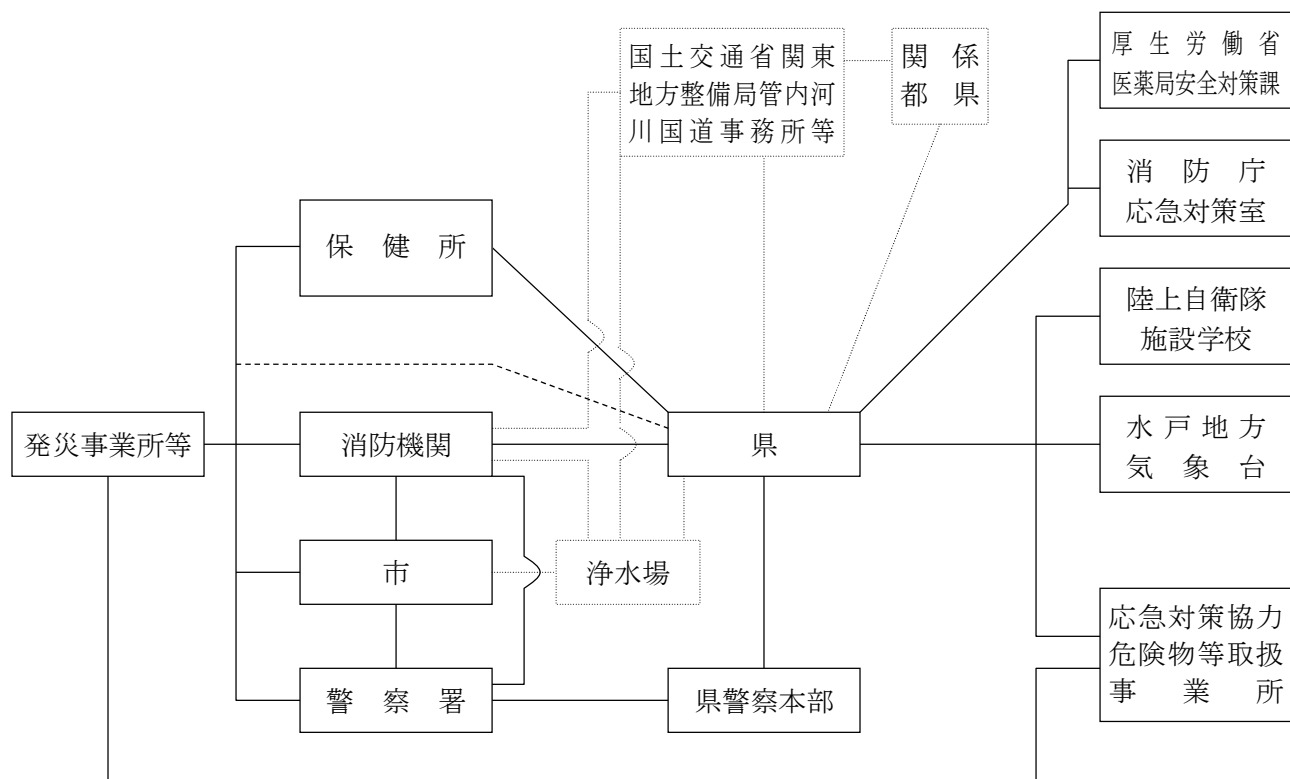 国土交通省関東
地方整備局管内河
川国道事務所等
関係
都県
厚生労働省
医薬局安全対策課
消防庁
応急対策室
保健所
陸上自衛隊
施設学校
発災事業所等
消防機関
県
水戸地方
気象台
市
浄水場
応急対策協力
危険物等取扱
事業所
警察署
県警察本部